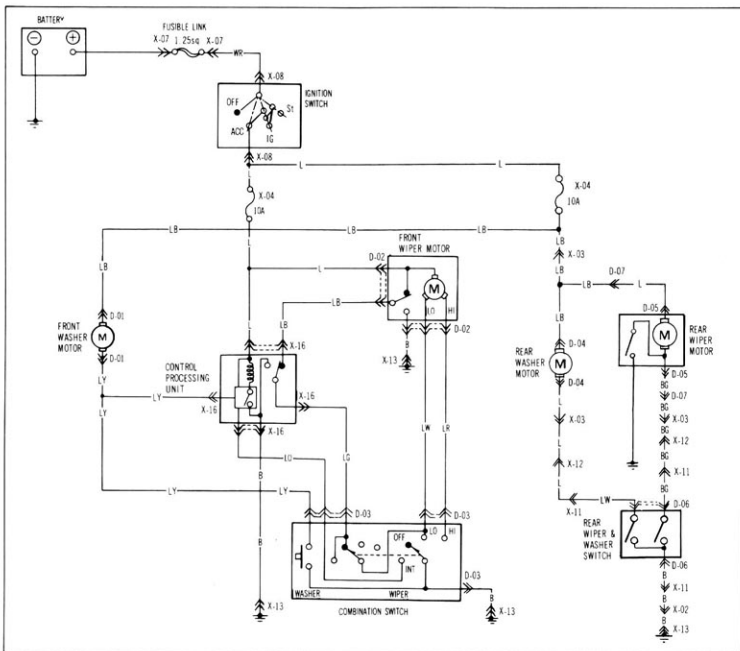 BATTERY
FUSIBLE LINK
X-07 1.25sq X-07
WR
X-08
IGNITION
SWITCH
OFF
St
ACC
IG
X-08
L
L
L
X-04
10A
X-04
10A
LB
LB
LB
LB
X-03
LB
LB
L
L
FRONT
WIPER MOTOR
D-02
M
LO
HI
LB
LB
D-07
L
D-05
D-01
FRONT
WASHER
MOTOR
M
D-01
LB
L
X-16
B
D-02
X-13
D-04
REAR
WASHER
MOTOR
M
D-04
M
REAR
WIPER
MOTOR
D-05
LY
CONTROL
PROCESSING
UNIT
LY
X-16
X-16
X-16
L
X-03
BG
D-07
BG
X-03
BG
X-12
BG
X-11
BG
L
X-12
L
LY
LG
B
LW
LR
LW
X-11
D-06
REAR
WIPER &
WASHER
SWITCH
LY
LY
D-03
D-03
OFF
LO
HI
INT
WASHER
WIPER
COMBINATION SWITCH
D-03
B
X-13
B
X-13
D-06
B
X-11
B
X-02
B
X-13